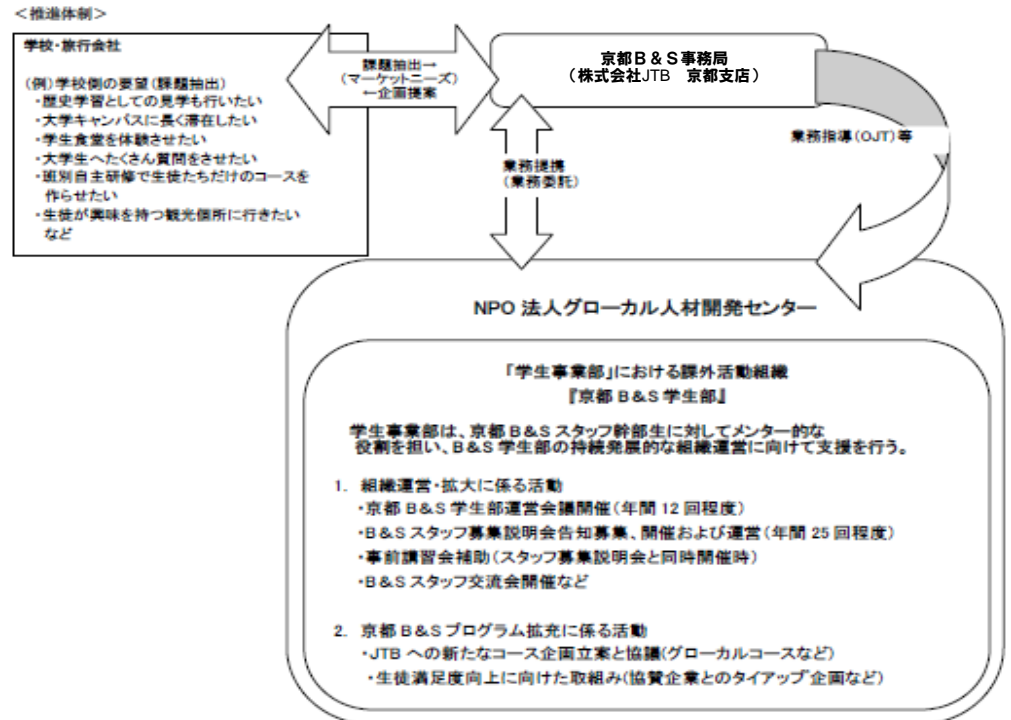 ＜推進体制＞
学校・旅行会社
(例)学校側の要望(課題抽出)
・歴史学習としての見学も行いたい
・大学キャンパスに長く滞在したい
・学生食堂を体験させたい
・大学生へたくさん質問をさせたい
・班別自主研修で生徒たちだけのコースを
作らせたい
・生徒が興味を持つ観光個所に行きたい
など
課題抽出→
(マーケットニーズ)
←企画提案
京都Ｂ＆Ｓ事務局
(株式会社JTB　京都支店)
業務指導(OJT)等
業務提携
(業務委託)
NPO 法人グローカル人材開発センター
「学生事業部」における課外活動組織
『京都 B&S 学生部』
学生事業部は、京都 B&S スタッフ幹部生に対してメンター的な
役割を担い、B&S 学生部の持続発展的な組織運営に向けて支援を行う。
1. 組織運営・拡大に係る活動
・京都 B&S 学生部運営会議開催(年間 12 回程度)
・B&S スタッフ募集説明会告知募集、開催および運営(年間 25 回程度)
・事前講習会補助(スタッフ募集説明会と同時開催時)
・B&S スタッフ交流会開催など
2. 京都 B&S プログラム拡充に係る活動
・JTB への新たなコース企画立案と協議(グローカルコースなど)
・生徒満足度向上に向けた取組み(協賛企業とのタイアップ企画など)